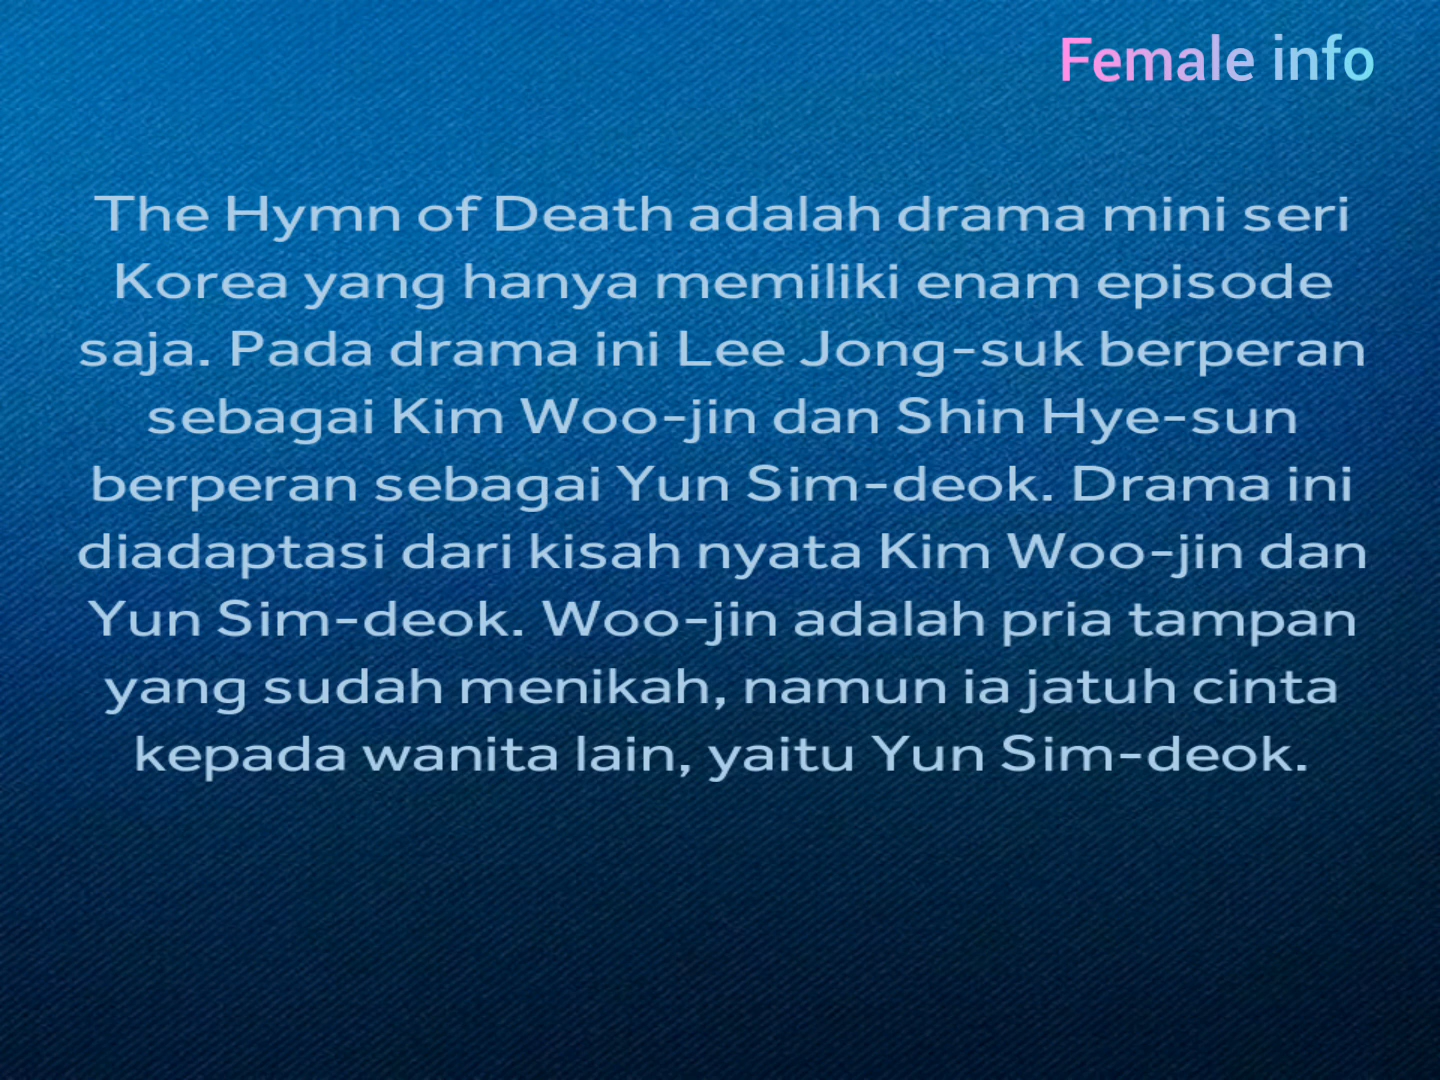 Female info
The Hymn of Death adalah drama mini seri
Korea yang hanya memiliki enam episode
saja. Pada drama ini Lee Jong-suk berperan
sebagai Kim Woo-jin dan Shin Hye-sun
berperan sebagai Yun Sim-deok. Drama ini
diadaptasi dari kisah nyata Kim Woo-jin dan
Yun Sim-deok. Woo-jin adalah pria tampan
yang sudah menikah, namun ia jatuh cinta
kepada wanita lain, yaitu Yun Sim-deok.